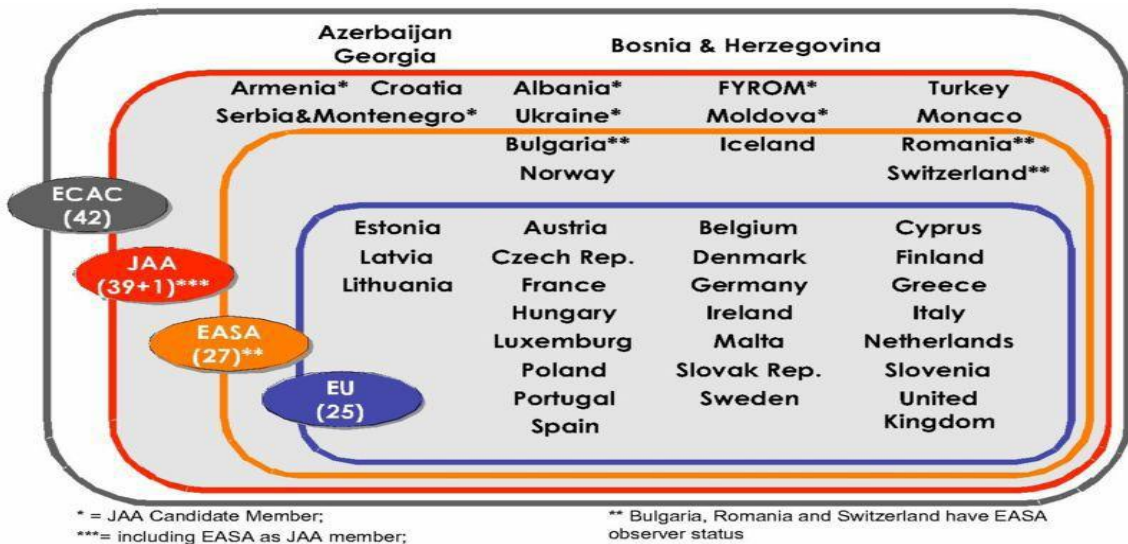 Azerbaijan
Georgia
Bosnia & Herzegovina
Armenia* Croatia Albania* FYROM* Turkey
Serbia&Montenegro* Ukraine* Moldova* Monaco
Bulgaria** Iceland Romania**
Norway Switzerland**
ECAC
(42)
JAA
(39+1)***
EASA
(27)**
EU
(25)
Estonia Austria Belgium Cyprus
Latvia Czech Rep. Denmark Finland
Lithuania France Germany Greece
Hungary Ireland Italy
Luxemburg Malta Netherlands
Poland Slovak Rep. Slovenia
Portugal Sweden United
Kingdom
Spain
* = JAA Candidate Member;
***= including EASA as JAA member;
** Bulgaria, Romania and Switzerland have EASA
observer status